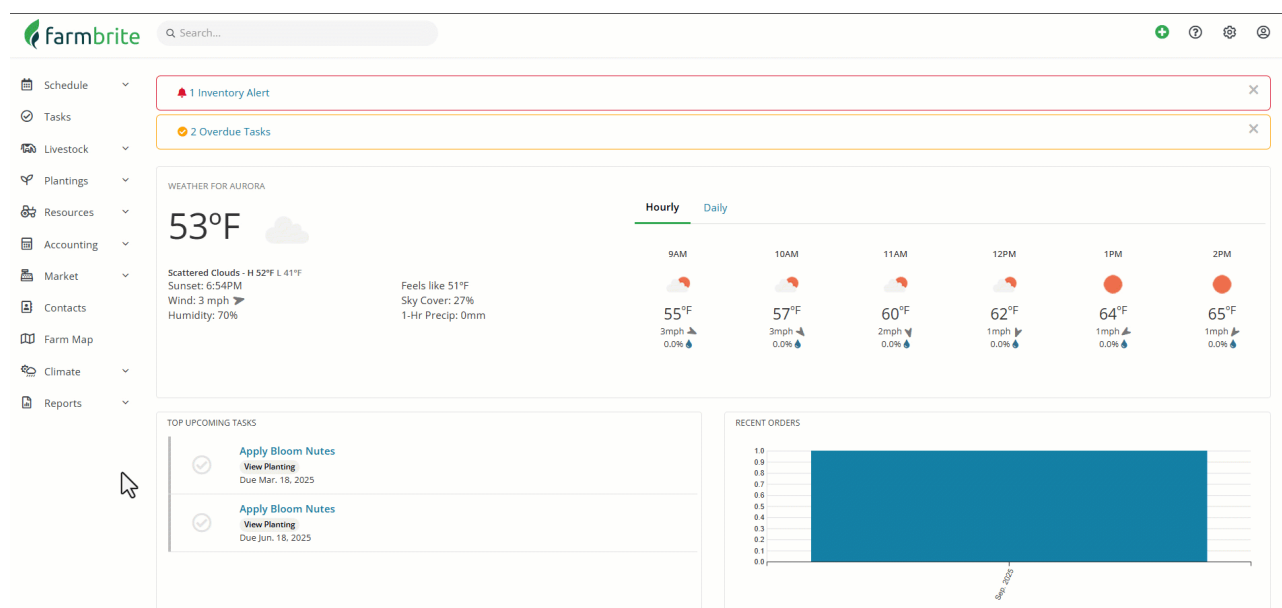 farmbrite
Search...
Schedule
Tasks
Livestock
Plantings
Resources
Accounting
Market
Contacts
Farm Map
Climate
Reports
1 Inventory Alert
2 Overdue Tasks
WEATHER FOR AURORA
53°F
Scattered Clouds - H 52°F L 41°F
Sunset: 6:54PM
Wind: 3 mph
Humidity: 70%
Feels like 51°F
Sky Cover: 27%
1-Hr Precip: 0mm
Hourly Daily
9AM 10AM 11AM 12PM 1PM 2PM
55°F 57°F 60°F 62°F 64°F 65°F
3mph 3mph 2mph 1mph 1mph 1mph
0.0% 0.0% 0.0% 0.0% 0.0% 0.0%
TOP UPCOMING TASKS
Apply Bloom Nutes
View Planting
Due Mar. 18, 2025
Apply Bloom Nutes
View Planting
Due Jun. 18, 2025
RECENT ORDERS
1.0
0.9
0.8
0.7
0.6
0.5
0.4
0.3
0.2
0.1
0.0
Sep. 2025